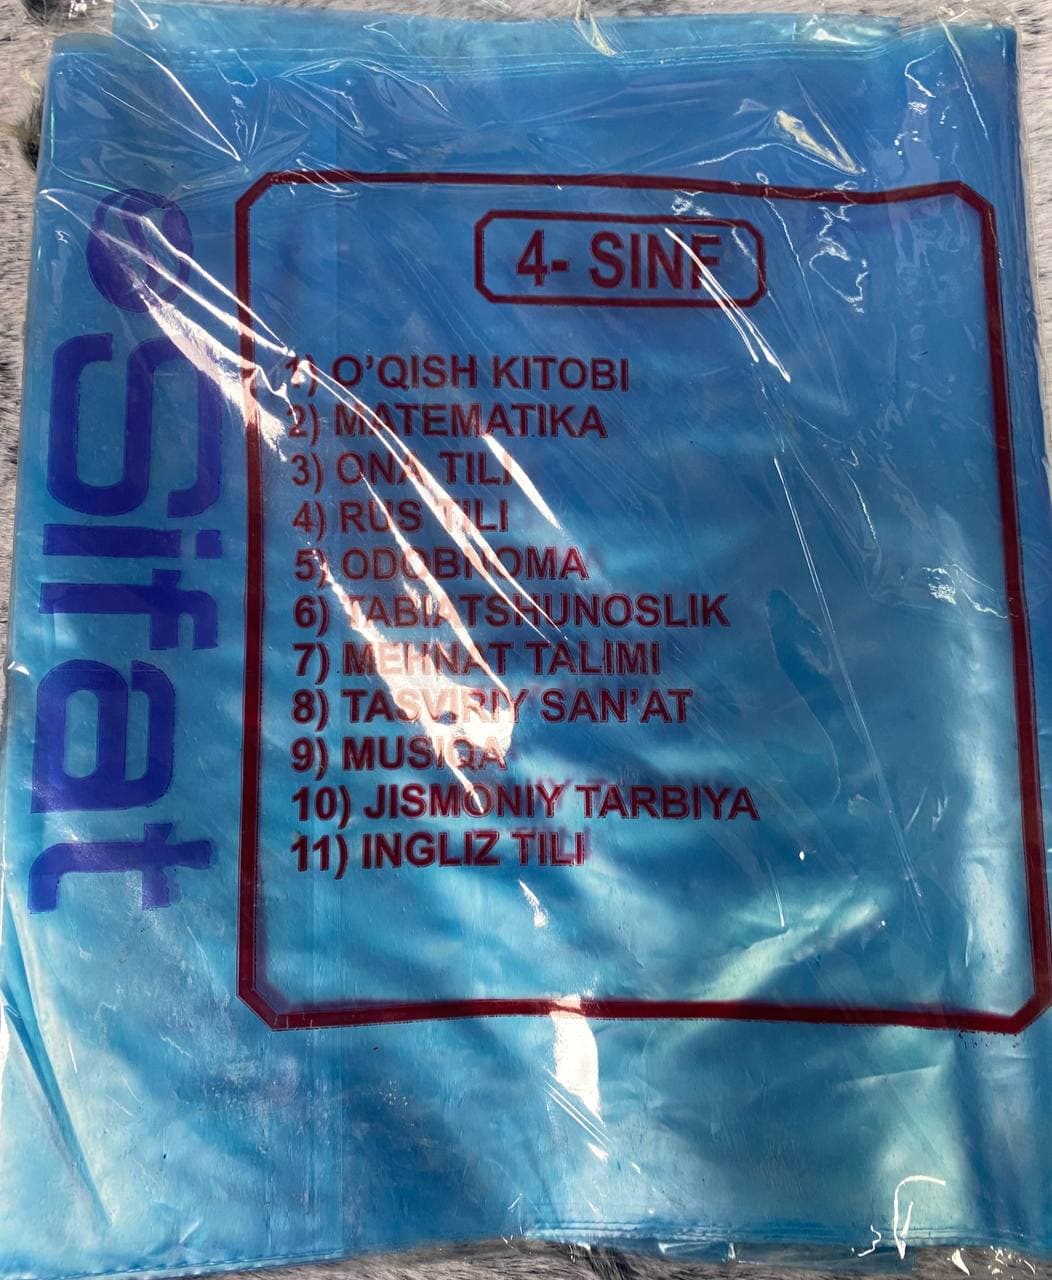 4- SINF
1) O’QISH KITOBI
2) MATEMATIKA
3) ONA TILI
4) RUS TILI
5) ODOBNOMA
6) TABIATSHUNOSLIK
7) MEHNAT TALIMI
8) TASVIRIY SAN’AT
9) MUSIQA
10) JISMONIY TARBIYA
11) INGLIZ TILI
Sifat